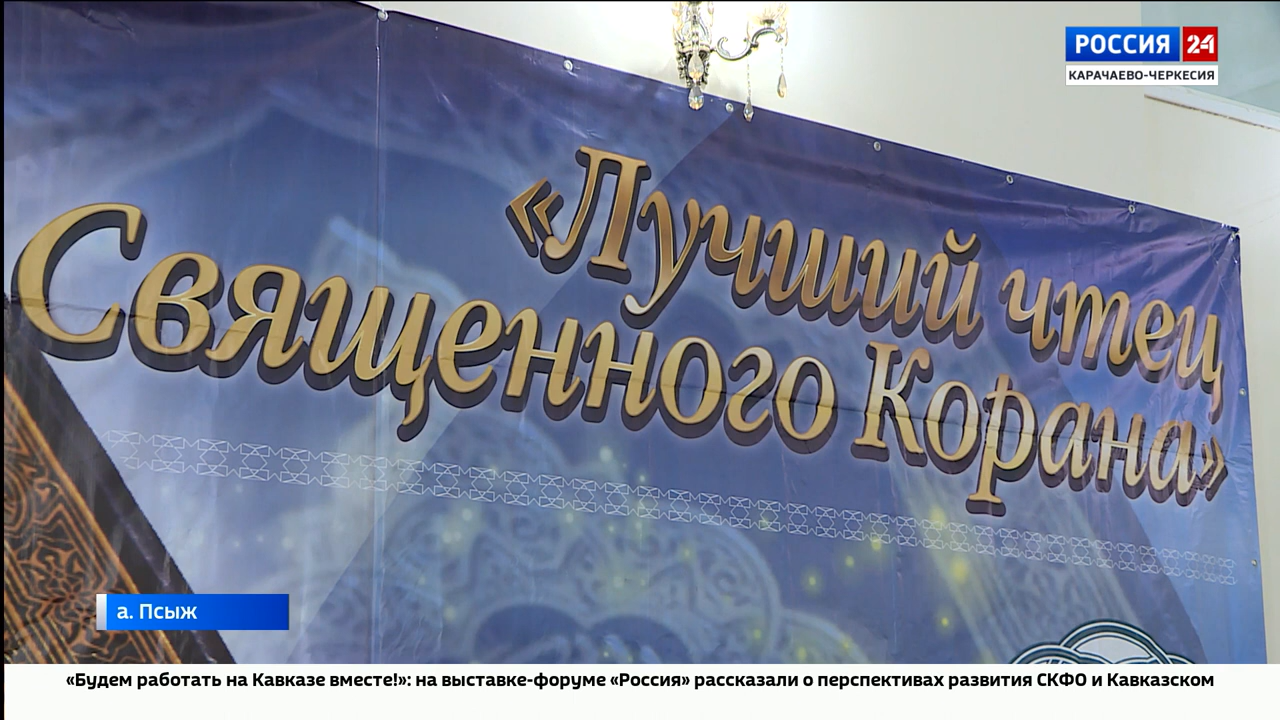 РОССИЯ 24
КАРАЧАЕВО-ЧЕРКЕСИЯ
«Лучший чтец
Священного Корана»
а. Псыж
«Будем работать на Кавказе вместе!»: на выставке-форуме «Россия» рассказали о перспективах развития СКФО и Кавказском